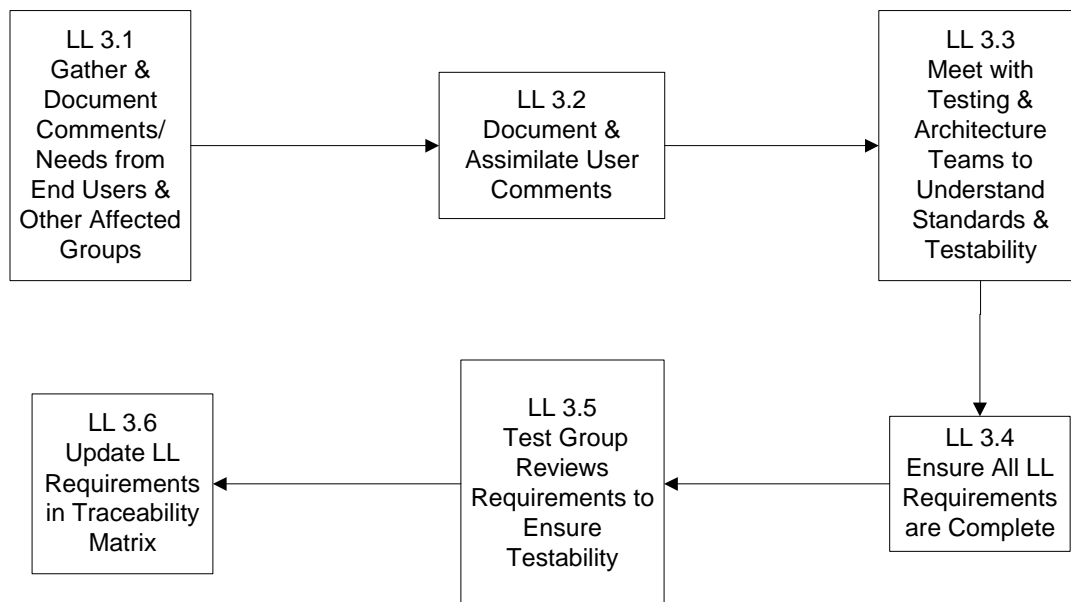 LL 3.1
Gather &
Document
Comments/
Needs from
End Users &
Other Affected
Groups
LL 3.2
Document &
Assimilate User
Comments
LL 3.3
Meet with
Testing &
Architecture
Teams to
Understand
Standards &
Testability
LL 3.4
Ensure All LL
Requirements
are Complete
LL 3.5
Test Group
Reviews
Requirements to
Ensure
Testability
LL 3.6
Update LL
Requirements
in Traceability
Matrix